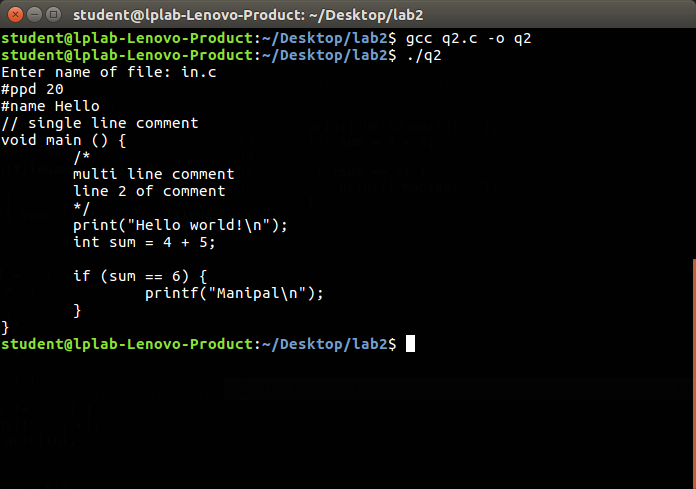 student@lplab-Lenovo-Product: ~/Desktop/lab2
student@lplab-Lenovo-Product:~/Desktop/lab2$ gcc q2.c -o q2
student@lplab-Lenovo-Product:~/Desktop/lab2$ ./q2
Enter name of file: in.c
#ppd 20
#name Hello
// single line comment
void main () {
        /*
        multi line comment
        line 2 of comment
        */
        print("Hello world!\n");
        int sum = 4 + 5;

        if (sum == 6) {
                printf("Manipal\n");
        }
}
student@lplab-Lenovo-Product:~/Desktop/lab2$